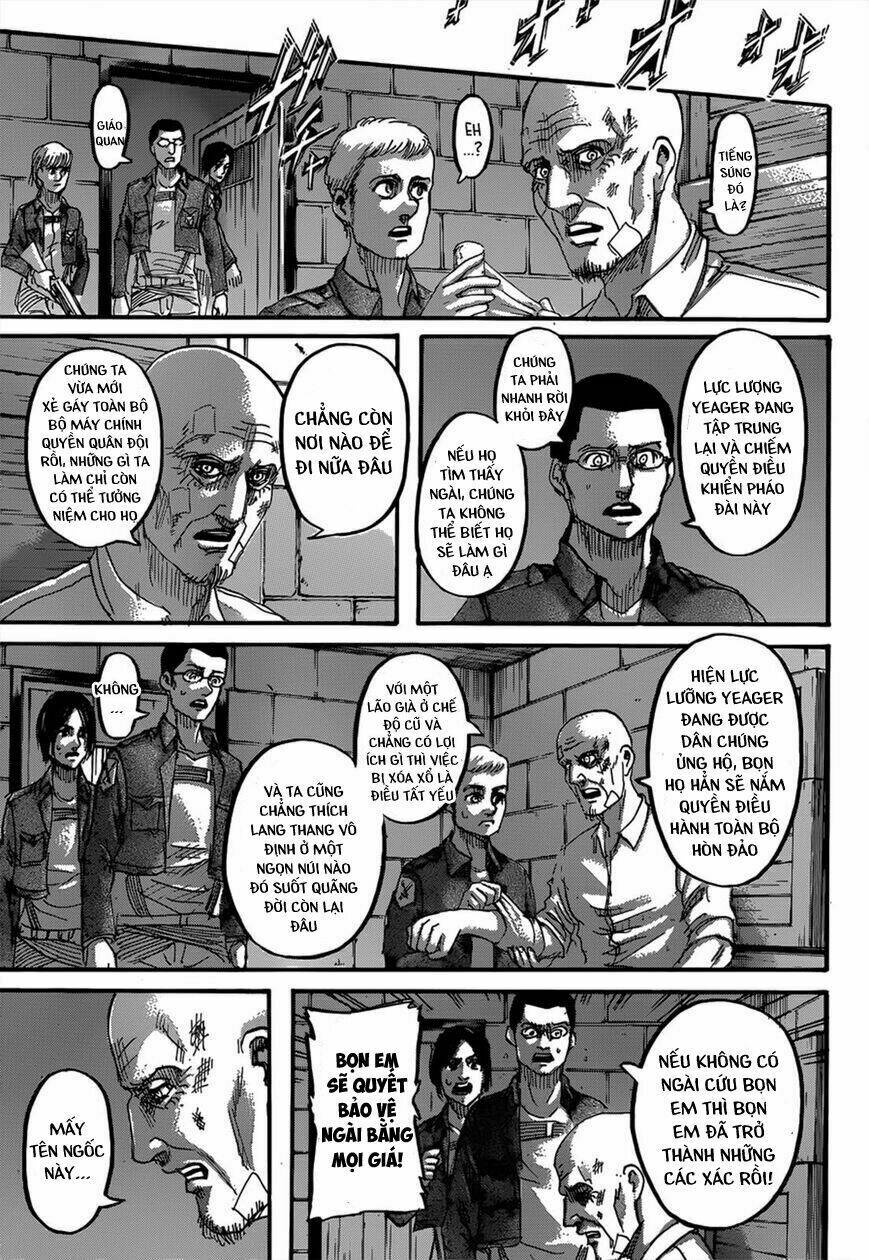 TIẾNG
SÚNG
ĐÓ
LÀ?
EH
...?
GIÁO
QUAN
LỰC LƯỢNG
YEAGER ĐANG
TẬP TRUNG
LẠI VÀ CHIẾM
QUYỀN ĐIỀU
KHIỂN PHÁO
ĐÀI NÀY
CHÚNG
TA PHẢI
NHANH RỜI
KHỎI ĐÂY
NẾU HỌ
TÌM THẤY
NGÀI, CHÚNG
TA KHÔNG
THỂ BIẾT HỌ
SẼ LÀM GÌ
ĐÂU Ạ
CHẲNG CÒN
NƠI NÀO ĐỂ
ĐI NỮA ĐÂU
CHÚNG TA
VỪA MỚI
XẺ GÁY TOÀN BỘ
BỘ MÁY CHÍNH
QUYỀN QUÂN ĐỘI
RỒI, NHỮNG GÌ TA
LÀM CHỈ CÒN
CÓ THỂ TƯỞNG
NIỆM CHO HỌ
HIỆN LỰC
LƯỠNG YEAGER
ĐANG ĐƯỢC
DÂN CHÚNG
ỦNG HỘ, BỌN
HỌ HẲN SẼ NẮM
QUYỀN ĐIỀU
HÀNH TOÀN BỘ
HÒN ĐẢO
VỚI MỘT
LÃO GIÀ Ở CHẾ
ĐỘ CŨ VÀ
CHẲNG CÓ LỢI
ÍCH GÌ THÌ VIỆC
BỊ XÓA XỔ LÀ
ĐIỀU TẤT YẾU
VÀ TA CŨNG
CHẲNG THÍCH
LANG THANG VÔ
ĐỊNH Ở MỘT
NGỌN NÚI NÀO
ĐÓ SUỐT QUÃNG
ĐỜI CÒN LẠI
ĐÂU
KHÔNG
...
NẾU KHÔNG CÓ
NGÀI CỨU BỌN
EM THÌ BỌN
EM ĐÃ TRỞ
THÀNH NHỮNG
CÁC XÁC RỒI!
BỌN EM
SẼ QUYẾT
BẢO VỆ
NGÀI BẰNG
MỌI GIÁ!
MẤY
TÊN NGỐC
NÀY...